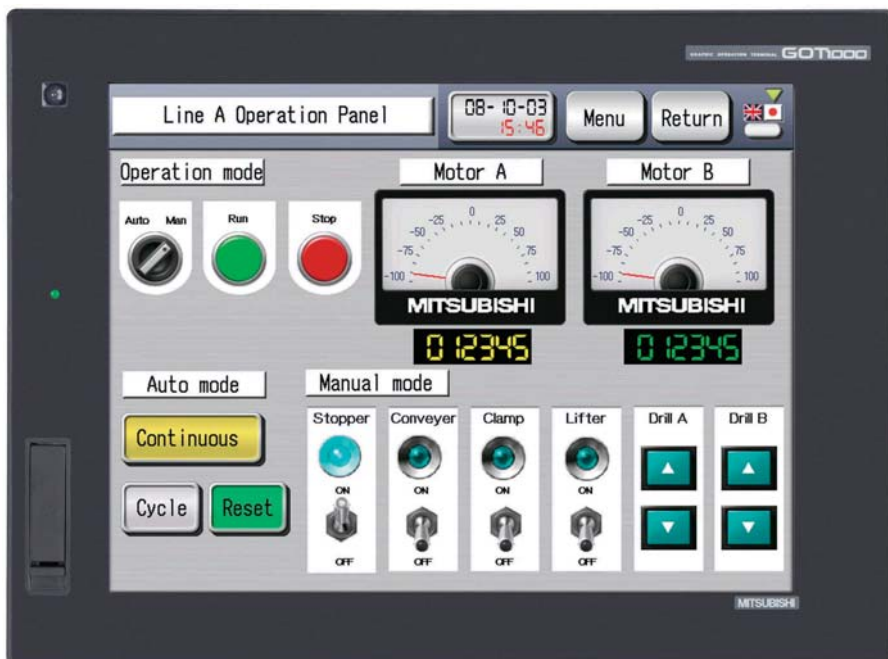 GRAPHIC OPERATION TERMINAL GOT1000
Line A Operation Panel
08-10-03
15:46
Menu
Return
Operation mode
Motor A
Motor B
Auto Man
Run
Stop
-100 -75 -50 -25 0 25 50 75 100
MITSUBISHI
-100 -75 -50 -25 0 25 50 75 100
MITSUBISHI
012345
012345
Auto mode
Manual mode
Continuous
Cycle
Reset
Stopper
Conveyer
Clamp
Lifter
Drill A
Drill B
ON
ON
ON
ON
OFF
OFF
OFF
OFF
MITSUBISHI